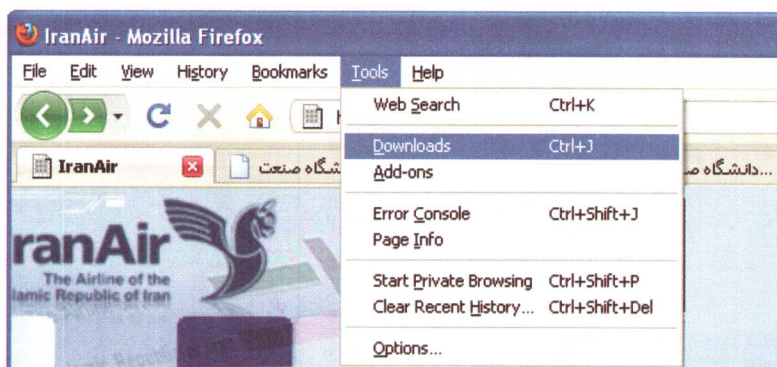 IranAir - Mozilla Firefox
File Edit View History Bookmarks Tools Help
Web Search Ctrl+K
Downloads Ctrl+J
IranAir
صنعت
دانشگاه...
Add-ons
Error Console Ctrl+Shift+J
Page Info
ranAir
The Airline of the
lamic Republic of Iran
Start Private Browsing Ctrl+Shift+P
Clear Recent History... Ctrl+Shift+Del
Options...